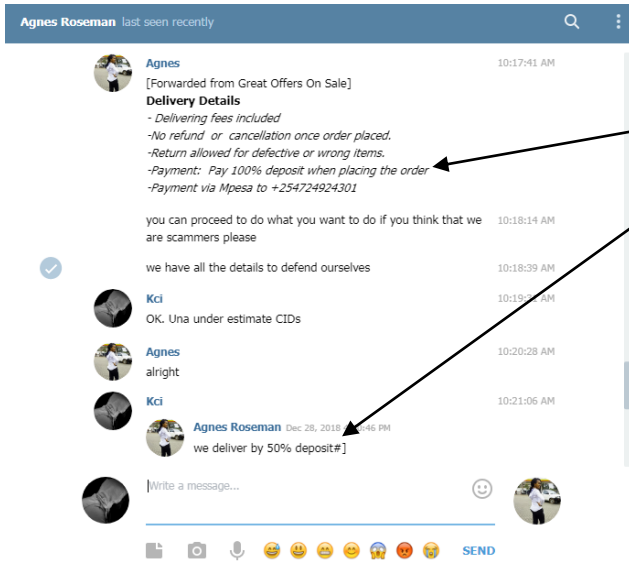 Agnes Roseman last seen recently
Agnes 10:17:41 AM
[Forwarded from Great Offers On Sale]
Delivery Details
- Delivering fees included
-No refund or cancellation once order placed.
-Return allowed for defective or wrong items.
-Payment: Pay 100% deposit when placing the order
-Payment via Mpesa to +254724924301
you can proceed to do what you want to do if you think that we 10:18:14 AM
are scammers please
we have all the details to defend ourselves 10:18:39 AM
Kci
OK. Una under estimate CIDs
Agnes 10:20:28 AM
alright
Kci 10:21:06 AM
Agnes Roseman Dec 28, 2018 PM
we deliver by 50% deposit#]
Write a message...
SEND